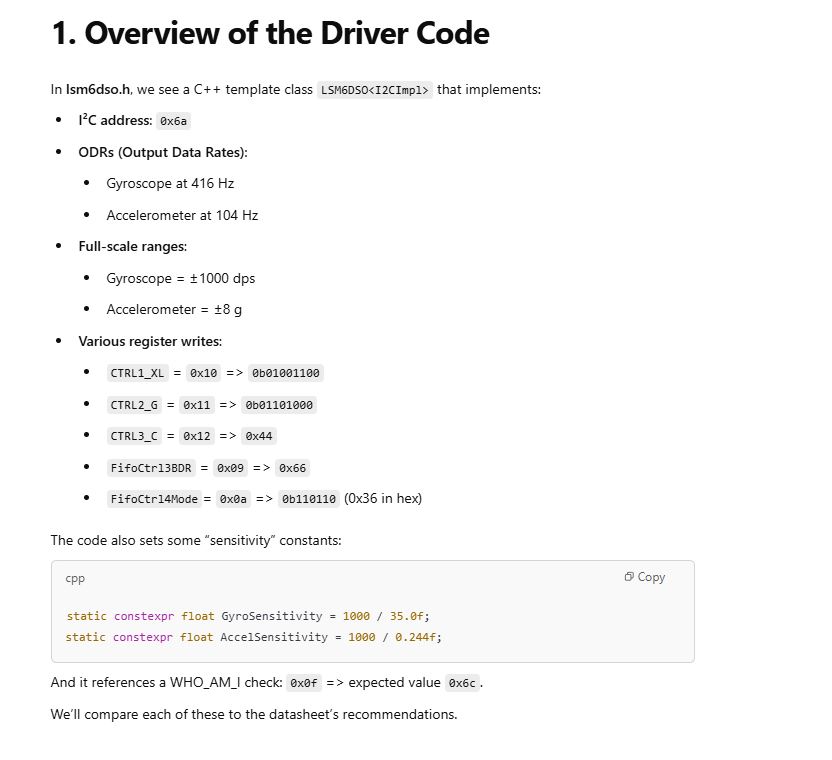 1. Overview of the Driver Code
In lsm6dso.h, we see a C++ template class LSM6DSO<I2CImpl> that implements:
• I²C address: 0x6a
• ODRs (Output Data Rates):
• Gyroscope at 416 Hz
• Accelerometer at 104 Hz
• Full-scale ranges:
• Gyroscope = ±1000 dps
• Accelerometer = ±8 g
• Various register writes:
• CTRL1_XL = 0x10 => 0b01001100
• CTRL2_G = 0x11 => 0b01101000
• CTRL3_C = 0x12 => 0x44
• FifoCtrl3BDR = 0x09 => 0x66
• FifoCtrl4Mode = 0x0a => 0b110110 (0x36 in hex)
The code also sets some “sensitivity” constants:
cpp Copy
static constexpr float GyroSensitivity = 1000 / 35.0f;
static constexpr float AccelSensitivity = 1000 / 0.244f;
And it references a WHO_AM_I check: 0x0f => expected value 0x6c.
We’ll compare each of these to the datasheet’s recommendations.